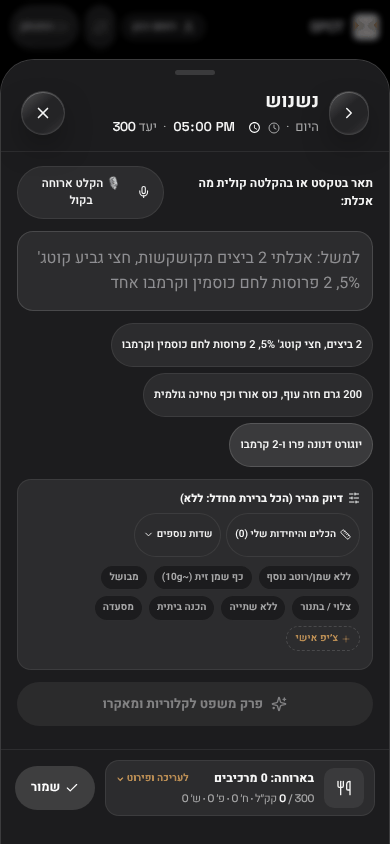 SPOT
נשנוש
היום · 05:00 PM · יעד 300
תאר בטקסט או בהקלטה קולית מה
אכלת:
🎙️ הקלט ארוחה
בקול
למשל: אכלתי 2 ביצים מקושקשות, חצי גביע קוטג'
5%, 2 פרוסות לחם כוסמין וקרמבו אחד
2 ביצים, חצי קוטג' 5%, 2 פרוסות לחם כוסמין וקרמבו
200 גרם חזה עוף, כוס אורז וכף טחינה גולמית
יוגורט דנונה פרו ו-2 קרמבו
דיוק מהיר (הכל ברירת מחדל: ללא)
📏 הכלים והיחידות שלי (0)
שדות נוספים
ללא שמן/רוטב נוסף
כף שמן זית (~10g)
מבושל
צלוי / בתנור
ללא שתייה
הכנה ביתית
מסעדה
+ צ'יפ אישי
פרק משפט לקלוריות ומאקרו
בארוחה: 0 מרכיבים
לעריכה ופירוט
0 / 300 קק"ל · ח' 0 · פ' 0 · ש' 0
שמור